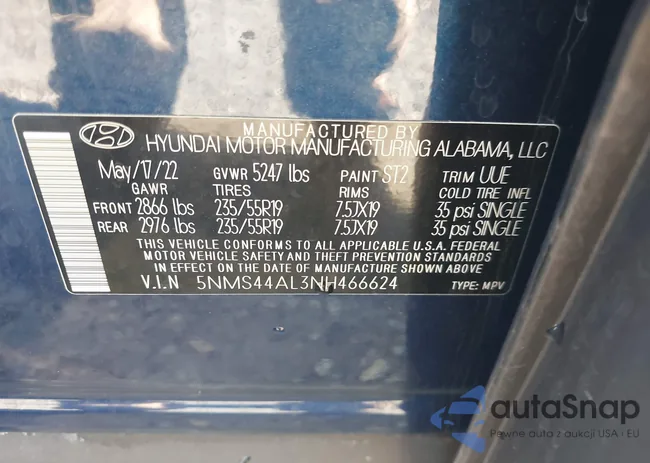 MANUFACTURED BY
HYUNDAI MOTOR MANUFACTURING ALABAMA, LLC
May/17/22 GVWR 5247 lbs PAINT ST2 TRIM UUE
GAWR TIRES RIMS COLD TIRE INFL
FRONT 2866 lbs 235/55R19 7.5JX19 35 psi SINGLE
REAR 2976 lbs 235/55R19 7.5JX19 35 psi SINGLE
THIS VEHICLE CONFORMS TO ALL APPLICABLE U.S.A. FEDERAL
MOTOR VEHICLE SAFETY AND THEFT PREVENTION STANDARDS
IN EFFECT ON THE DATE OF MANUFACTURE SHOWN ABOVE
V.I.N 5NMS44AL3NH466624 TYPE: MPV
autaSnap
Pewne auta z aukcji USA i EU